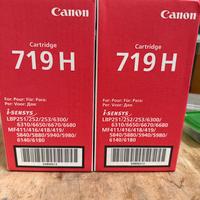 Canon
Cartridge
719 H
For: Pour: Für: Para:
Per: Voor: Для:
i-SENSYS
LBP251/252/253/6300/
6310/6650/6670/6680
MF411/416/418/419/
5840/5880/5940/5980/
6140/6180
Canon
Cartridge
719 H
For: Pour: Für: Para:
Per: Voor: Для:
i-SENSYS
LBP251/252/253/6300/
6310/6650/6670/6680
MF411/416/418/419/
5840/5880/5940/5980/
6140/6180